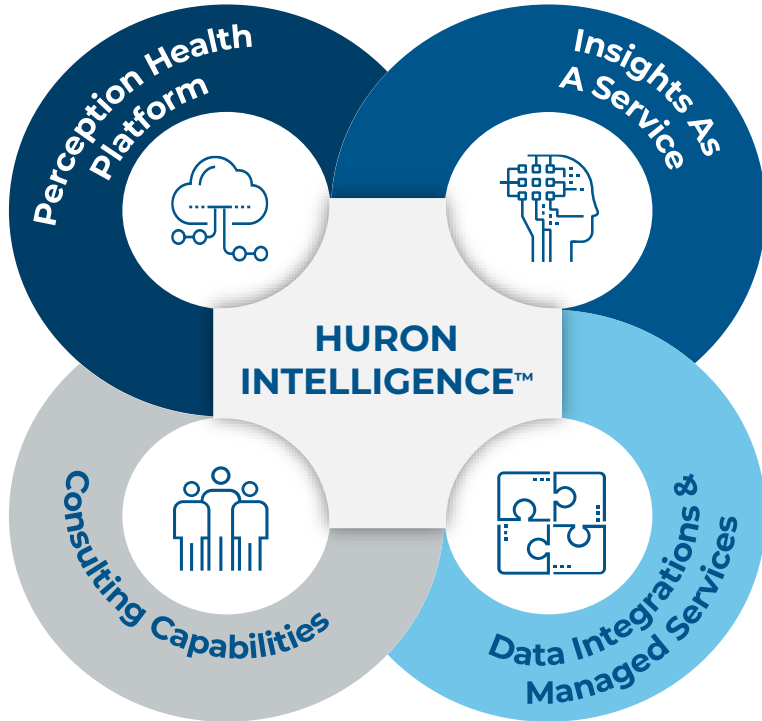 Perception Health
Platform
Insights As
A Service
HURON
INTELLIGENCE™
Consulting Capabilities
Data Integrations &
Managed Services